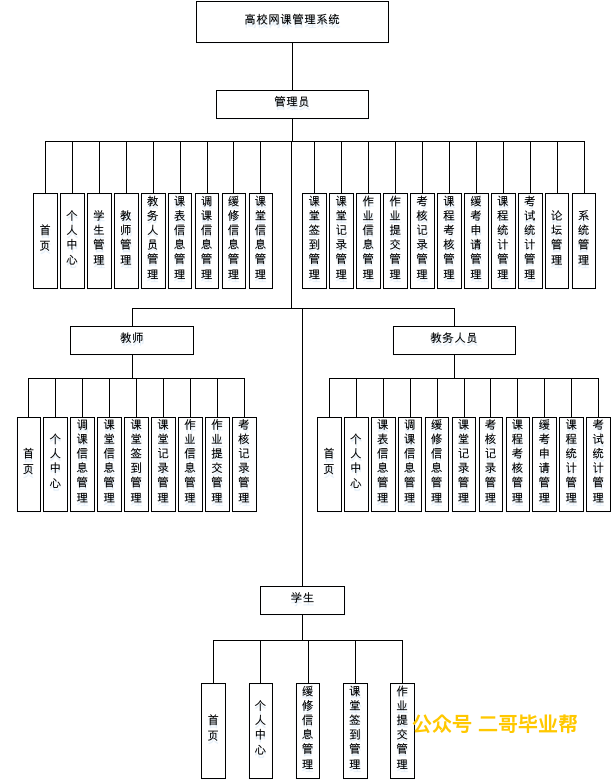 高校网课管理系统
管理员
首页
个人中心
学生管理
教师管理
教务人员管理
课表信息管理
调课信息管理
缓修信息管理
课堂信息管理
课堂签到管理
课堂记录管理
作业信息管理
作业提交管理
考核记录管理
课程考核管理
缓考申请管理
课程统计管理
考试统计管理
论坛管理
系统管理
教师
教务人员
首页
个人中心
调课信息管理
课堂信息管理
课堂签到管理
课堂记录管理
作业信息管理
作业提交管理
考核记录管理
首页
个人中心
课表信息管理
调课信息管理
缓修信息管理
课堂记录管理
考核记录管理
课程考核管理
缓考申请管理
课程统计管理
考试统计管理
学生
首页
个人中心
缓修信息管理
课堂签到管理
作业提交管理
公众号 二哥毕业帮